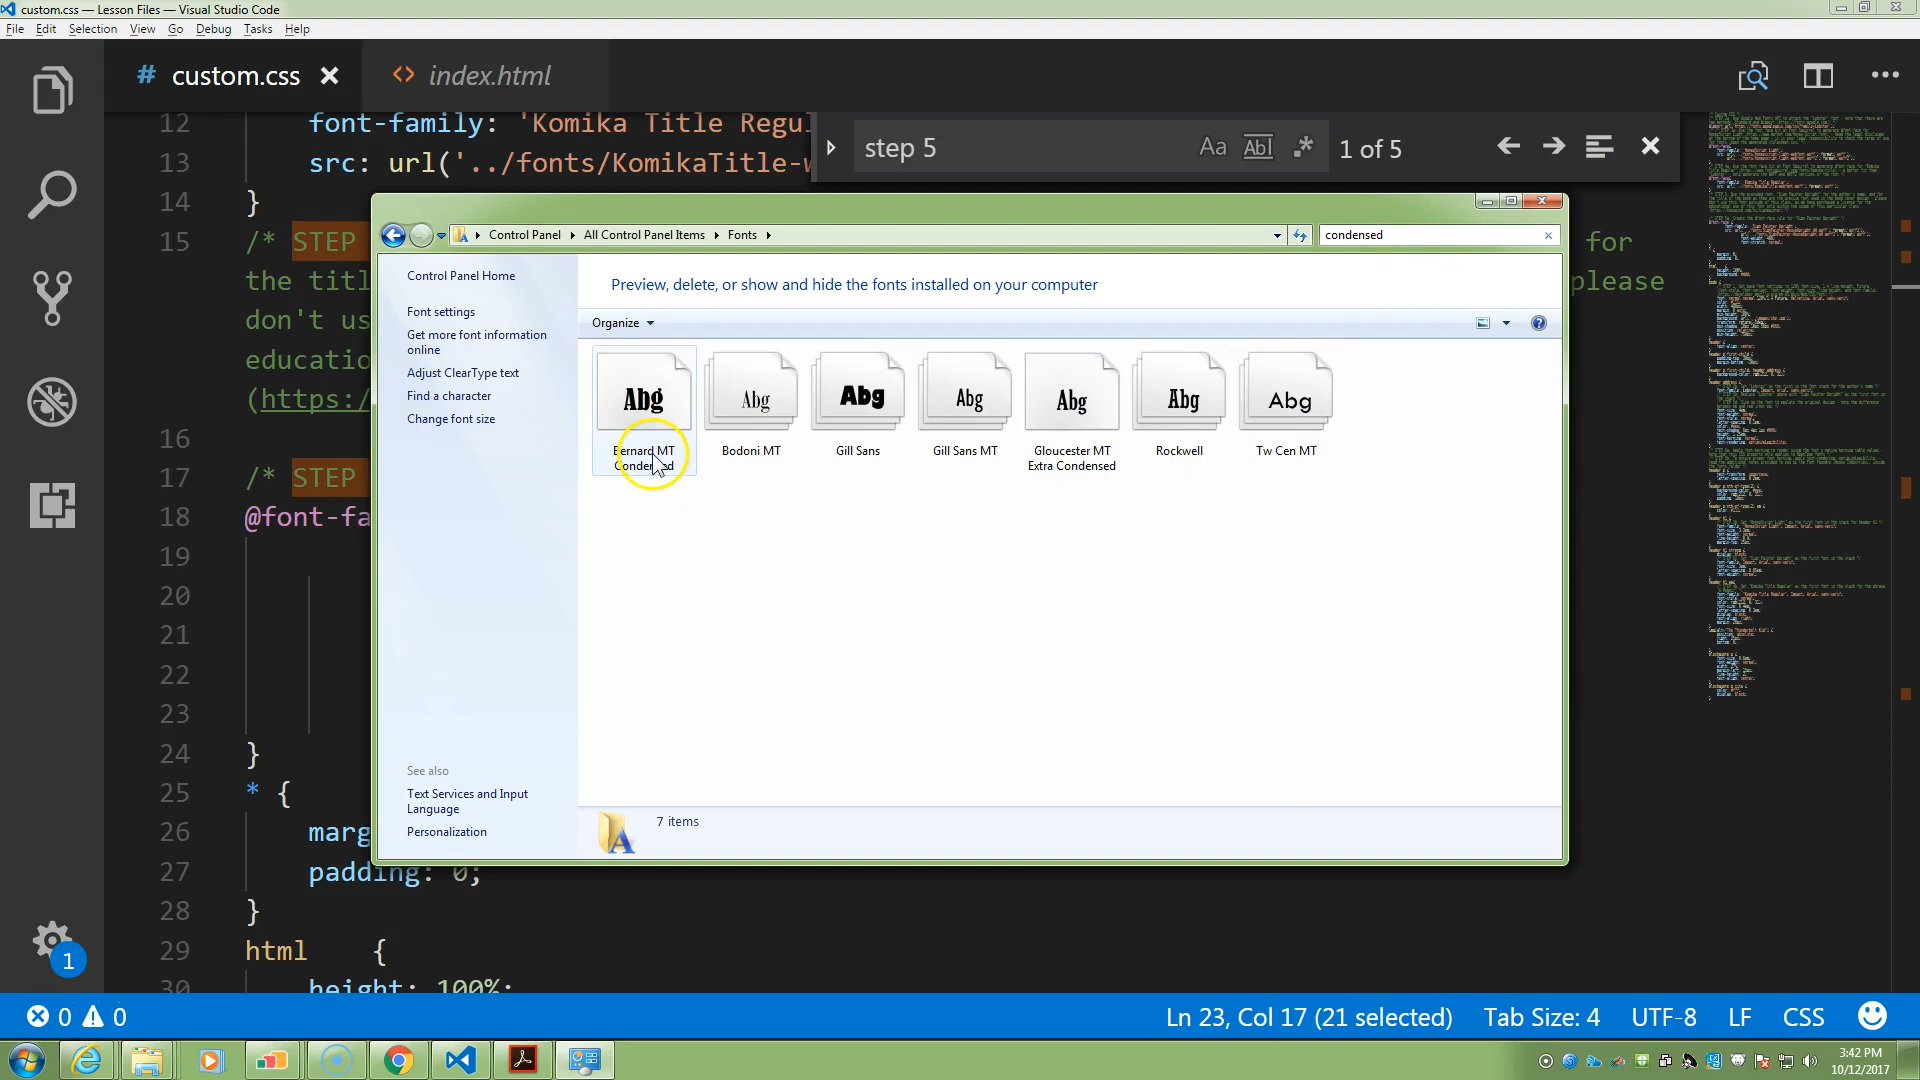 custom.css — Lesson Files — Visual Studio Code
File Edit Selection View Go Debug Tasks Help
# custom.css
<> index.html
step 5
Aa Abl .* 1 of 5
12 font-family: 'Komika Title Regul
13 src: url('../fonts/KomikaTitle-w
14 }
15 /* STEP for
the titl please
don't us
educatio
(https:/
16
17 /* STEP
18 @font-fa
19
20
21
22
23
24 }
25 * {
26 marg
27 padding: 0;
28 }
29 html {
30 height: 100%;
Control Panel All Control Panel Items Fonts
condensed
Control Panel Home
Font settings
Get more font information
online
Adjust ClearType text
Find a character
Change font size
See also
Text Services and Input
Language
Personalization
Preview, delete, or show and hide the fonts installed on your computer
Organize
Abg Abg Abg Abg Abg Abg Abg
Bernard MT
Condensed
Bodoni MT
Gill Sans
Gill Sans MT
Gloucester MT
Extra Condensed
Rockwell
Tw Cen MT
7 items
1
0 0
Ln 23, Col 17 (21 selected) Tab Size: 4 UTF-8 LF CSS
3:42 PM
10/12/2017